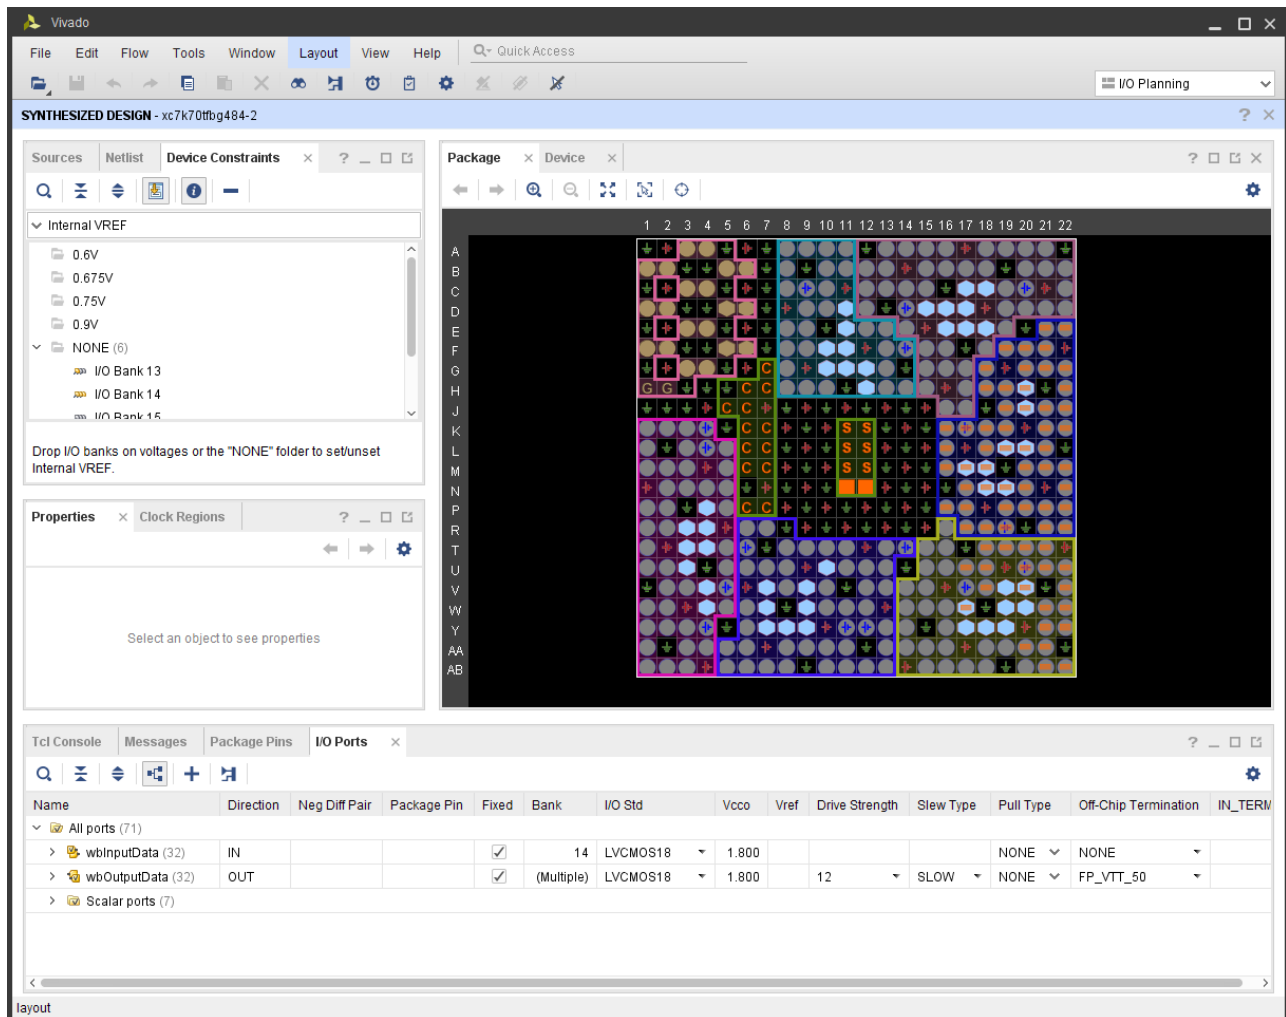 Vivado
File Edit Flow Tools Window Layout View Help Quick Access
I/O Planning
SYNTHESIZED DESIGN - xc7k70tfbg484-2
Sources Netlist Device Constraints
Internal VREF
0.6V
0.675V
0.75V
0.9V
NONE (6)
I/O Bank 13
I/O Bank 14
I/O Bank 15
Drop I/O banks on voltages or the "NONE" folder to set/unset
Internal VREF.
Properties Clock Regions
Select an object to see properties
Package Device
1 2 3 4 5 6 7 8 9 10 11 12 13 14 15 16 17 18 19 20 21 22
A
B
C
D
E
F
G C
H G G C C
J C C
K C C S S
L C C S S
M C C S S
N
P C C
R
T
U
V
W
Y
AA
AB
Tcl Console Messages Package Pins I/O Ports
Name Direction Neg Diff Pair Package Pin Fixed Bank I/O Std Vcco Vref Drive Strength Slew Type Pull Type Off-Chip Termination IN_TERM
All ports (71)
wbInputData (32) IN 14 LVCMOS18 1.800 NONE NONE
wbOutputData (32) OUT (Multiple) LVCMOS18 1.800 12 SLOW NONE FP_VTT_50
Scalar ports (7)
layout